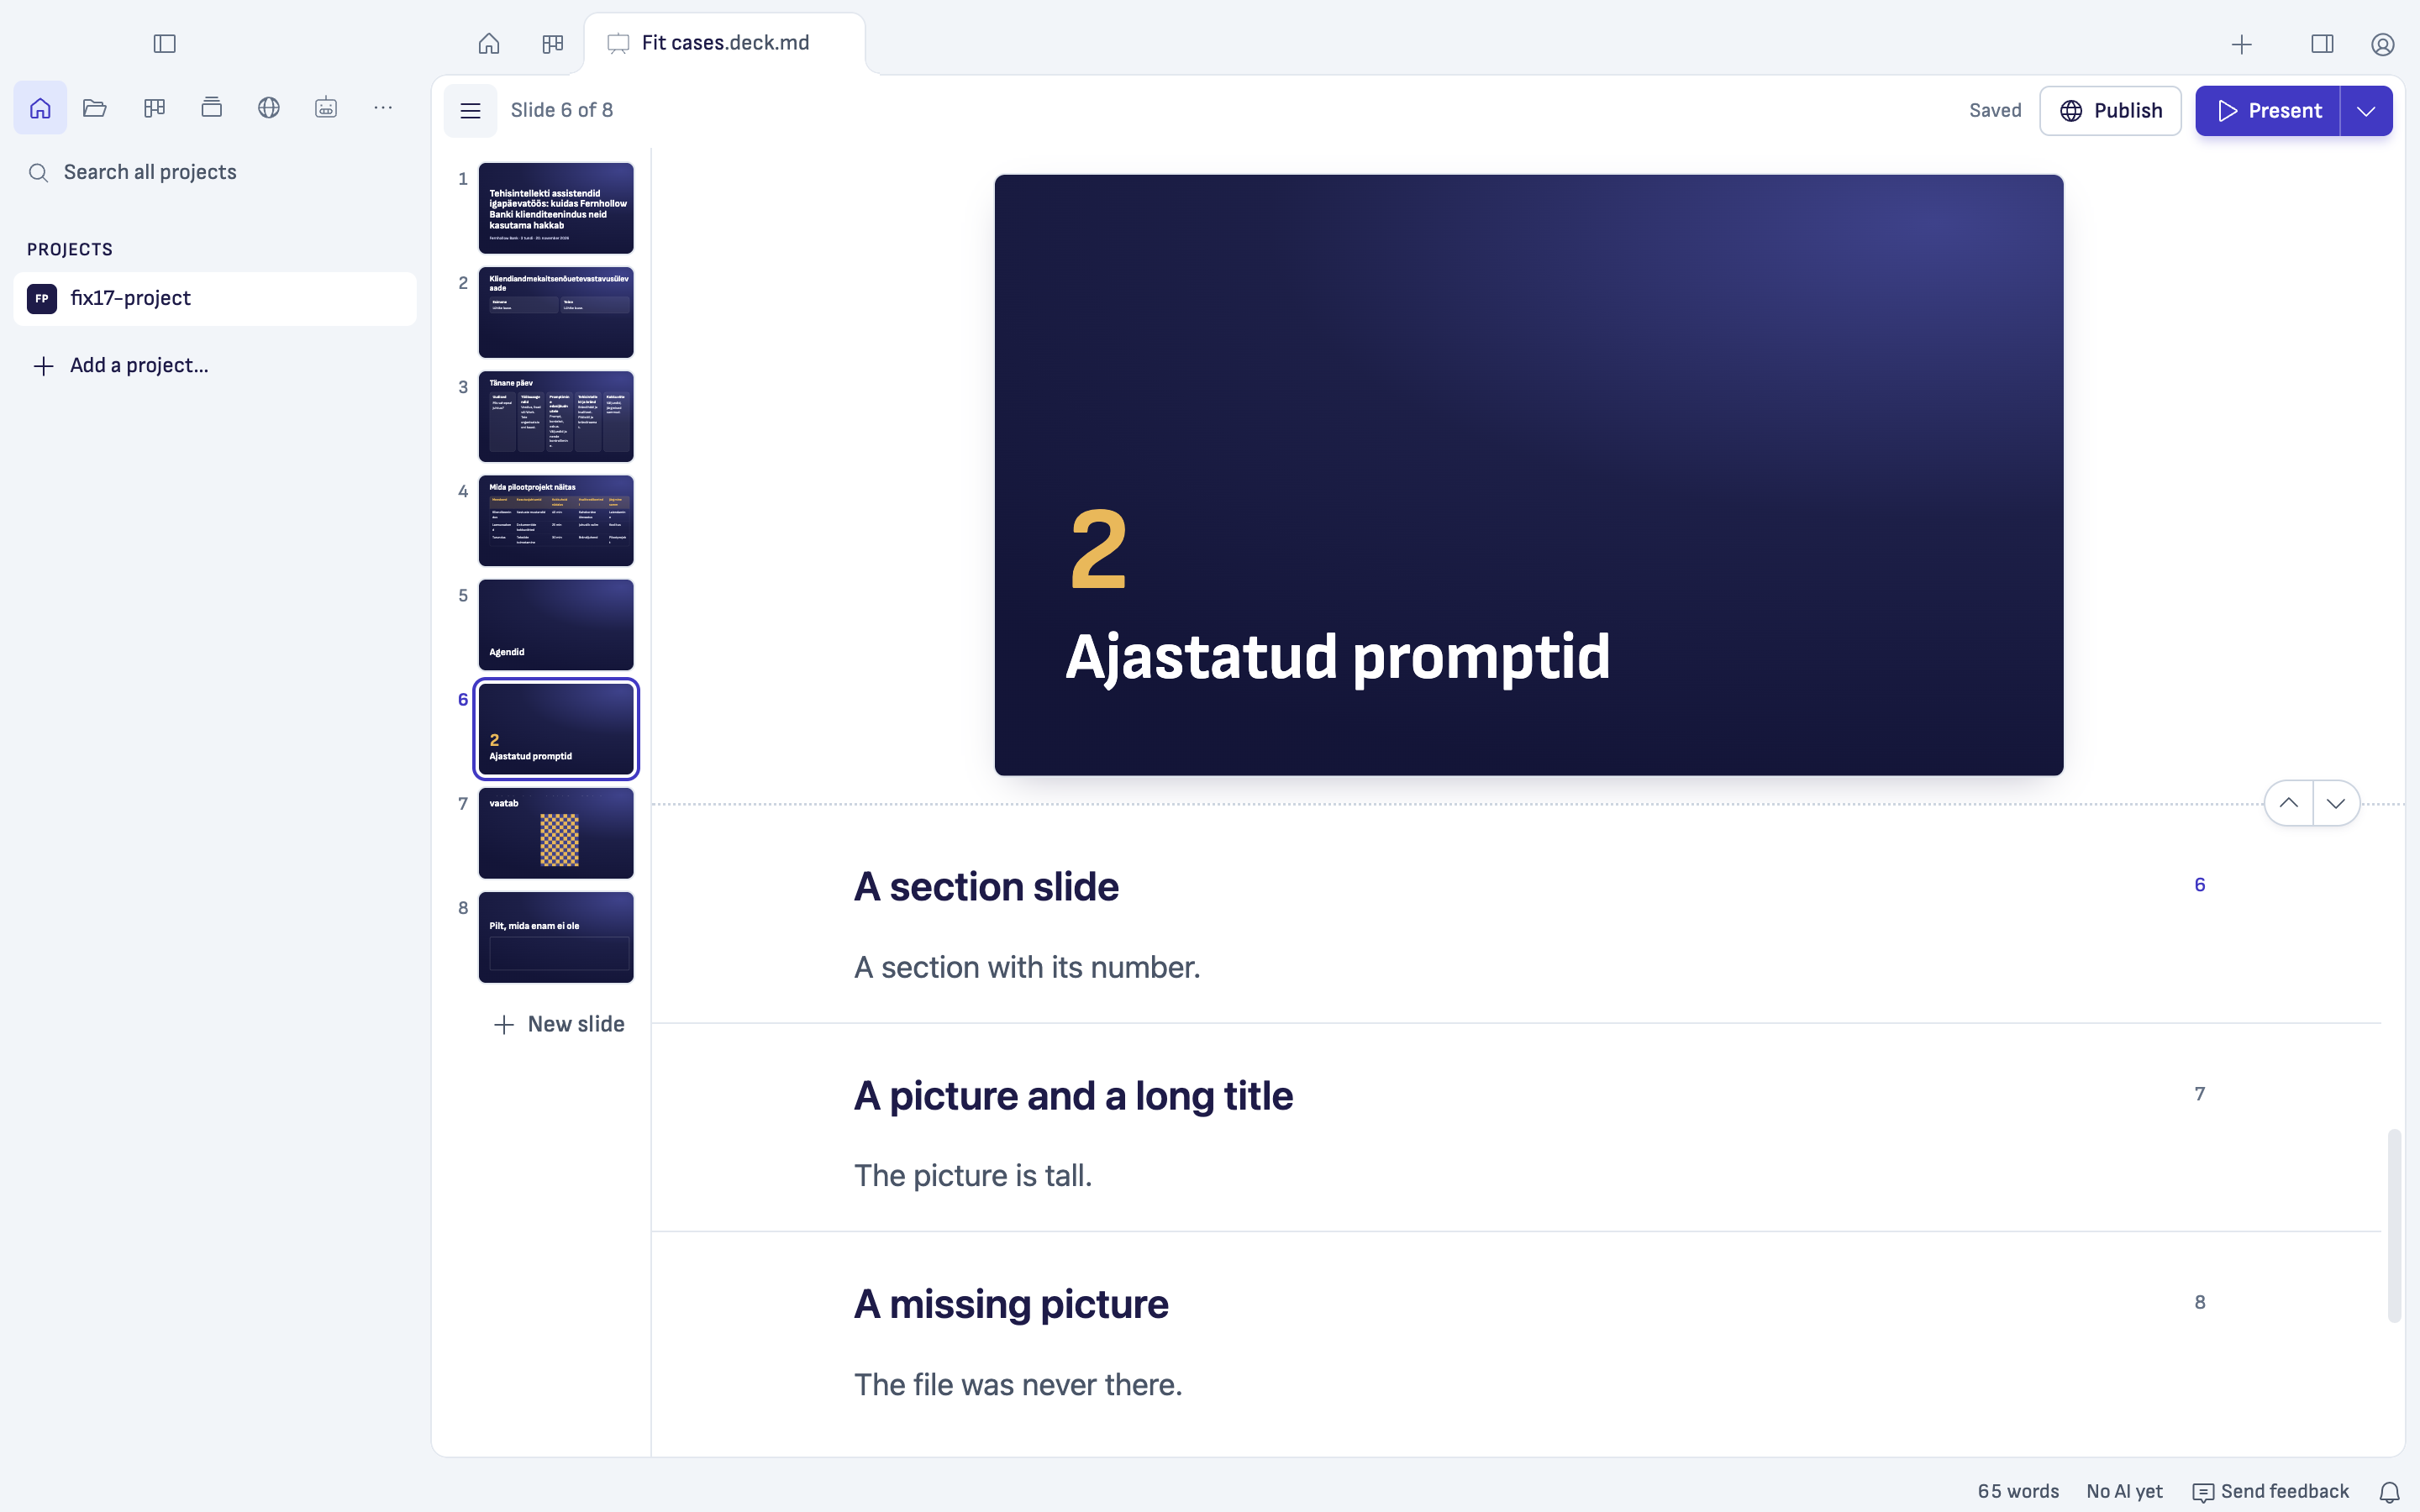 Fit cases.deck.md
Search all projects
PROJECTS
FP
fix17-project
Add a project...
Slide 6 of 8
Saved
Publish
Present
1
Tehisintellekti assistendid
igapäevatöös: kuidas Fernhollow
Banki klienditeenindus neid
kasutama hakkab
2
Kliendiandmekaitsenõuetevastavusülev
aade
3
Tänane päev
4
Mida pilootprojekt näitas
5
Agendid
6
2
Ajastatud promptid
7
vaatab
8
Pilt, mida enam ei ole
New slide
2
Ajastatud promptid
A section slide
6
A section with its number.
A picture and a long title
7
The picture is tall.
A missing picture
8
The file was never there.
65 words
No AI yet
Send feedback